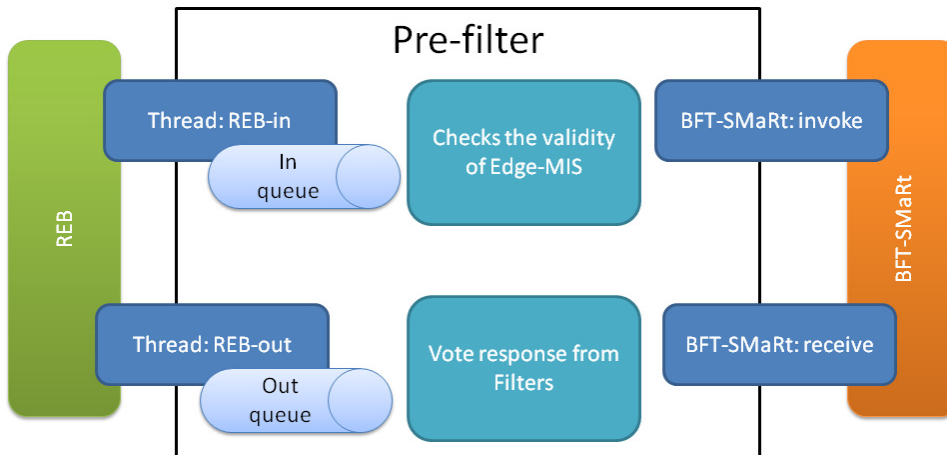 Pre-filter
REB
Thread: REB-in
In
queue
Checks the validity
of Edge-MIS
BFT-SMaRt: invoke
BFT-SMaRt
Thread: REB-out
Out
queue
Vote response from
Filters
BFT-SMaRt: receive